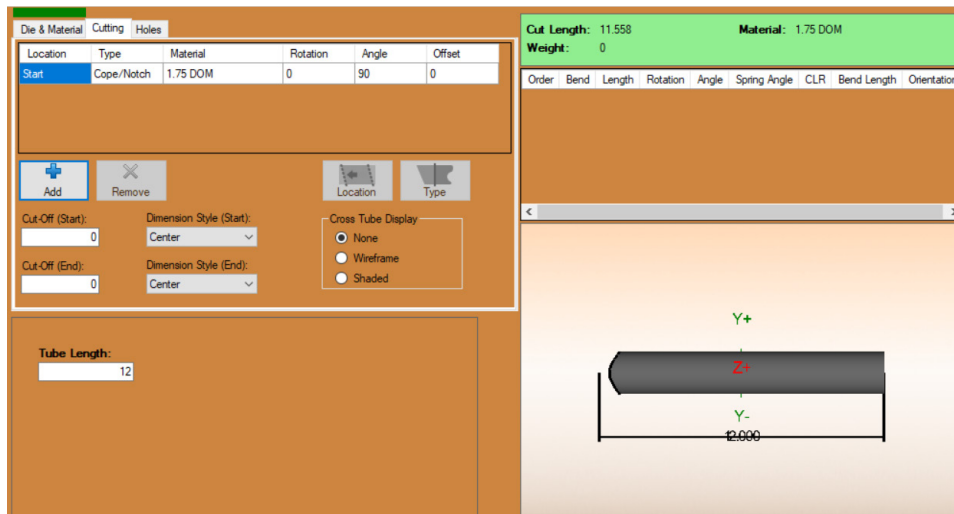 Die & Material Cutting Holes
Location Type Material Rotation Angle Offset
Start Cope/Notch 1.75 DOM 0 90 0
Add Remove Location Type
Cut-Off (Start): Dimension Style (Start): Cross Tube Display
0 Center None
Wireframe
Cut-Off (End): Dimension Style (End):
0 Center Shaded
Tube Length:
12
Cut Length: 11.558 Material: 1.75 DOM
Weight: 0
Order Bend Length Rotation Angle Spring Angle CLR Bend Length Orientation
Y+
Z+
Y-
12.000